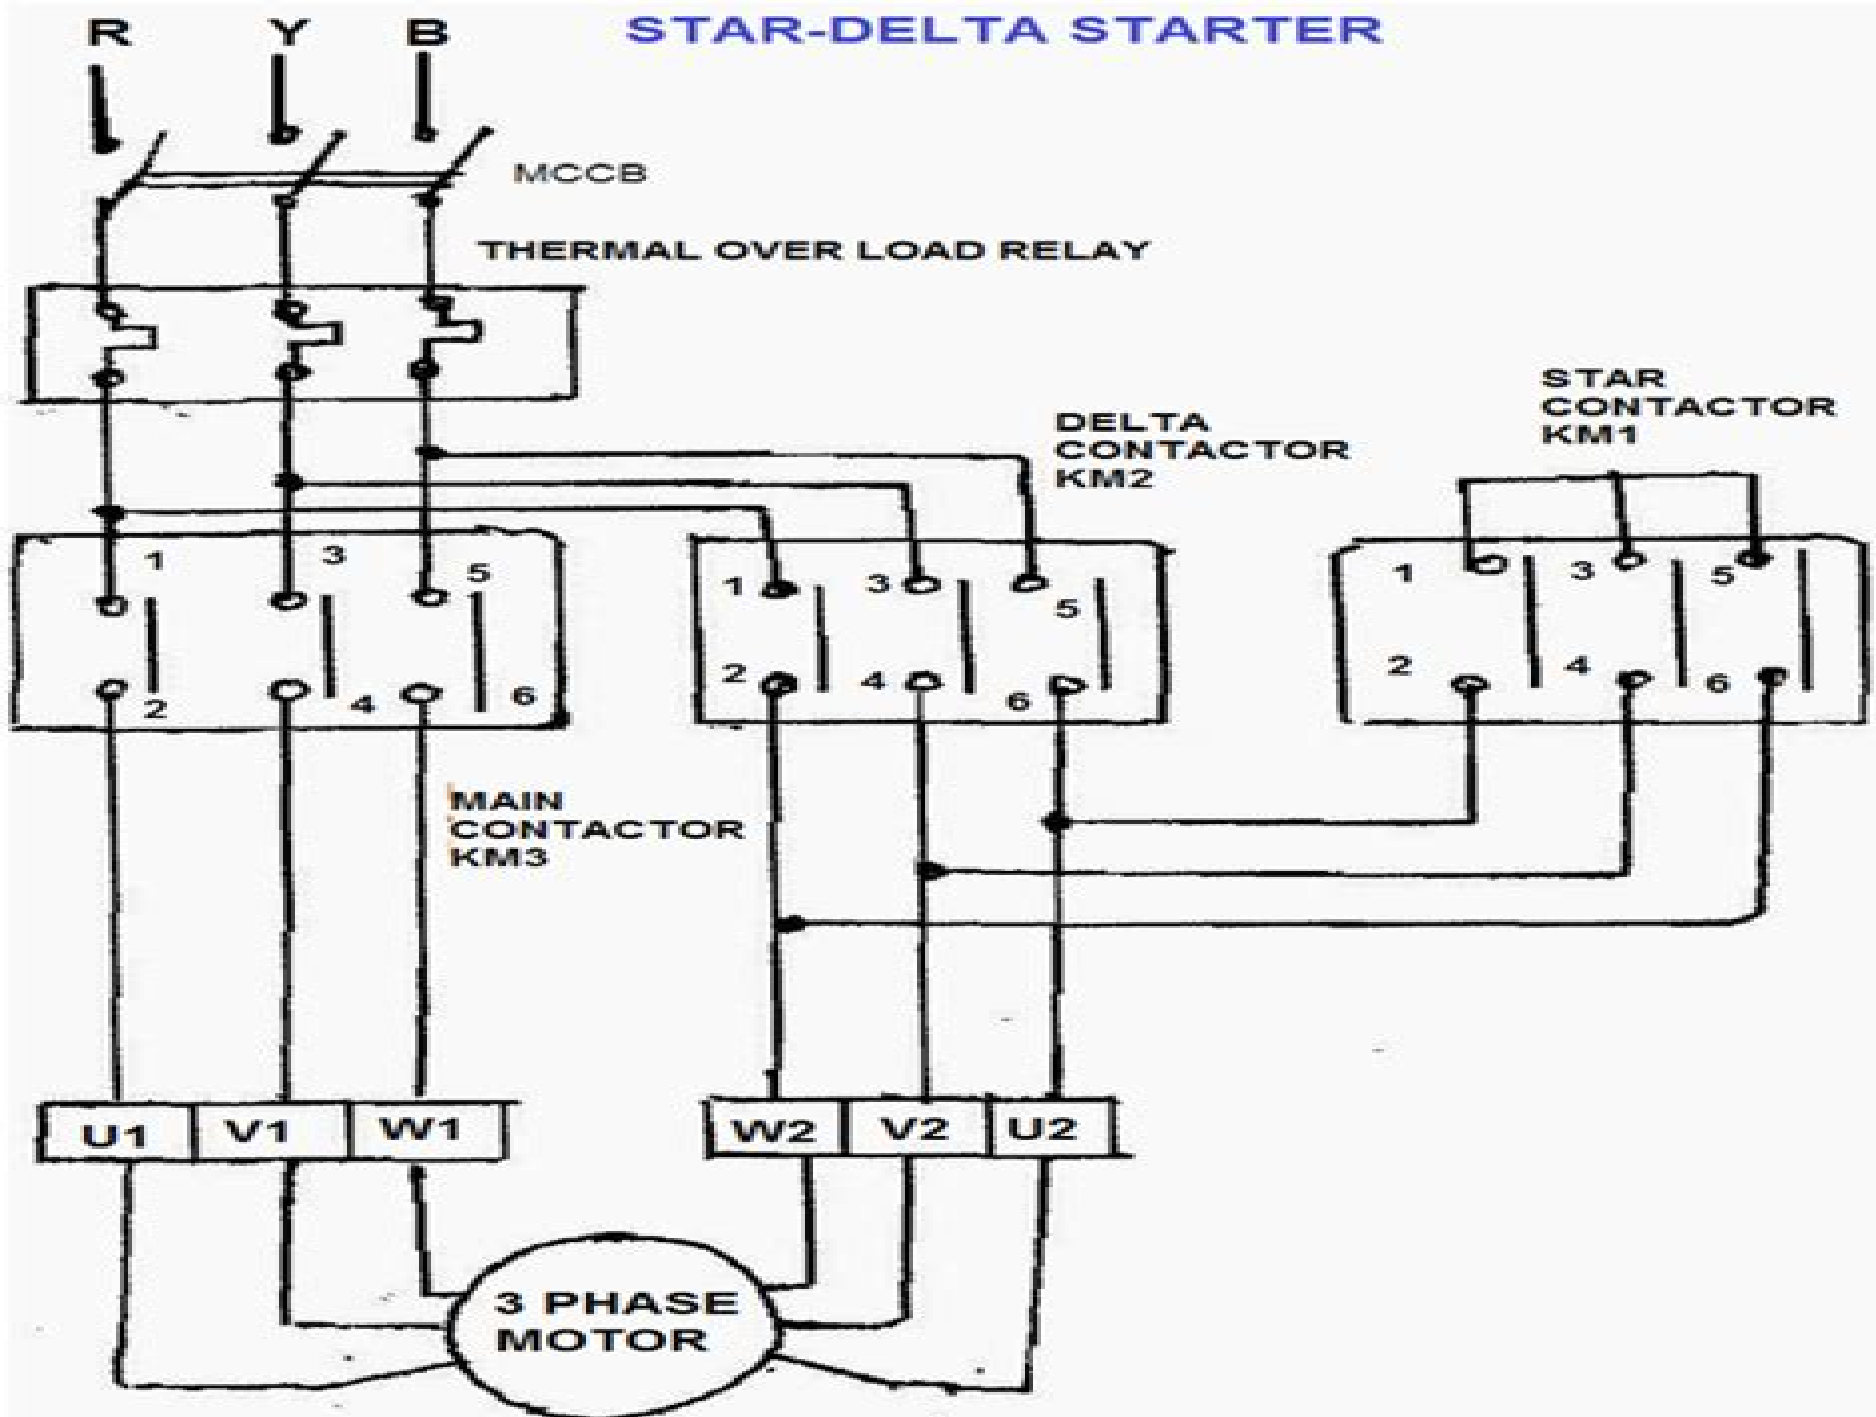 R Y B STAR-DELTA STARTER
MCCB
THERMAL OVER LOAD RELAY
STAR
CONTACTOR
KM1
DELTA
CONTACTOR
KM2
1 3 5
1 3 5
1 3 5
2 4 6
2 4 6
2 4 6
MAIN
CONTACTOR
KM3
U1 V1 W1 W2 V2 U2
3 PHASE
MOTOR